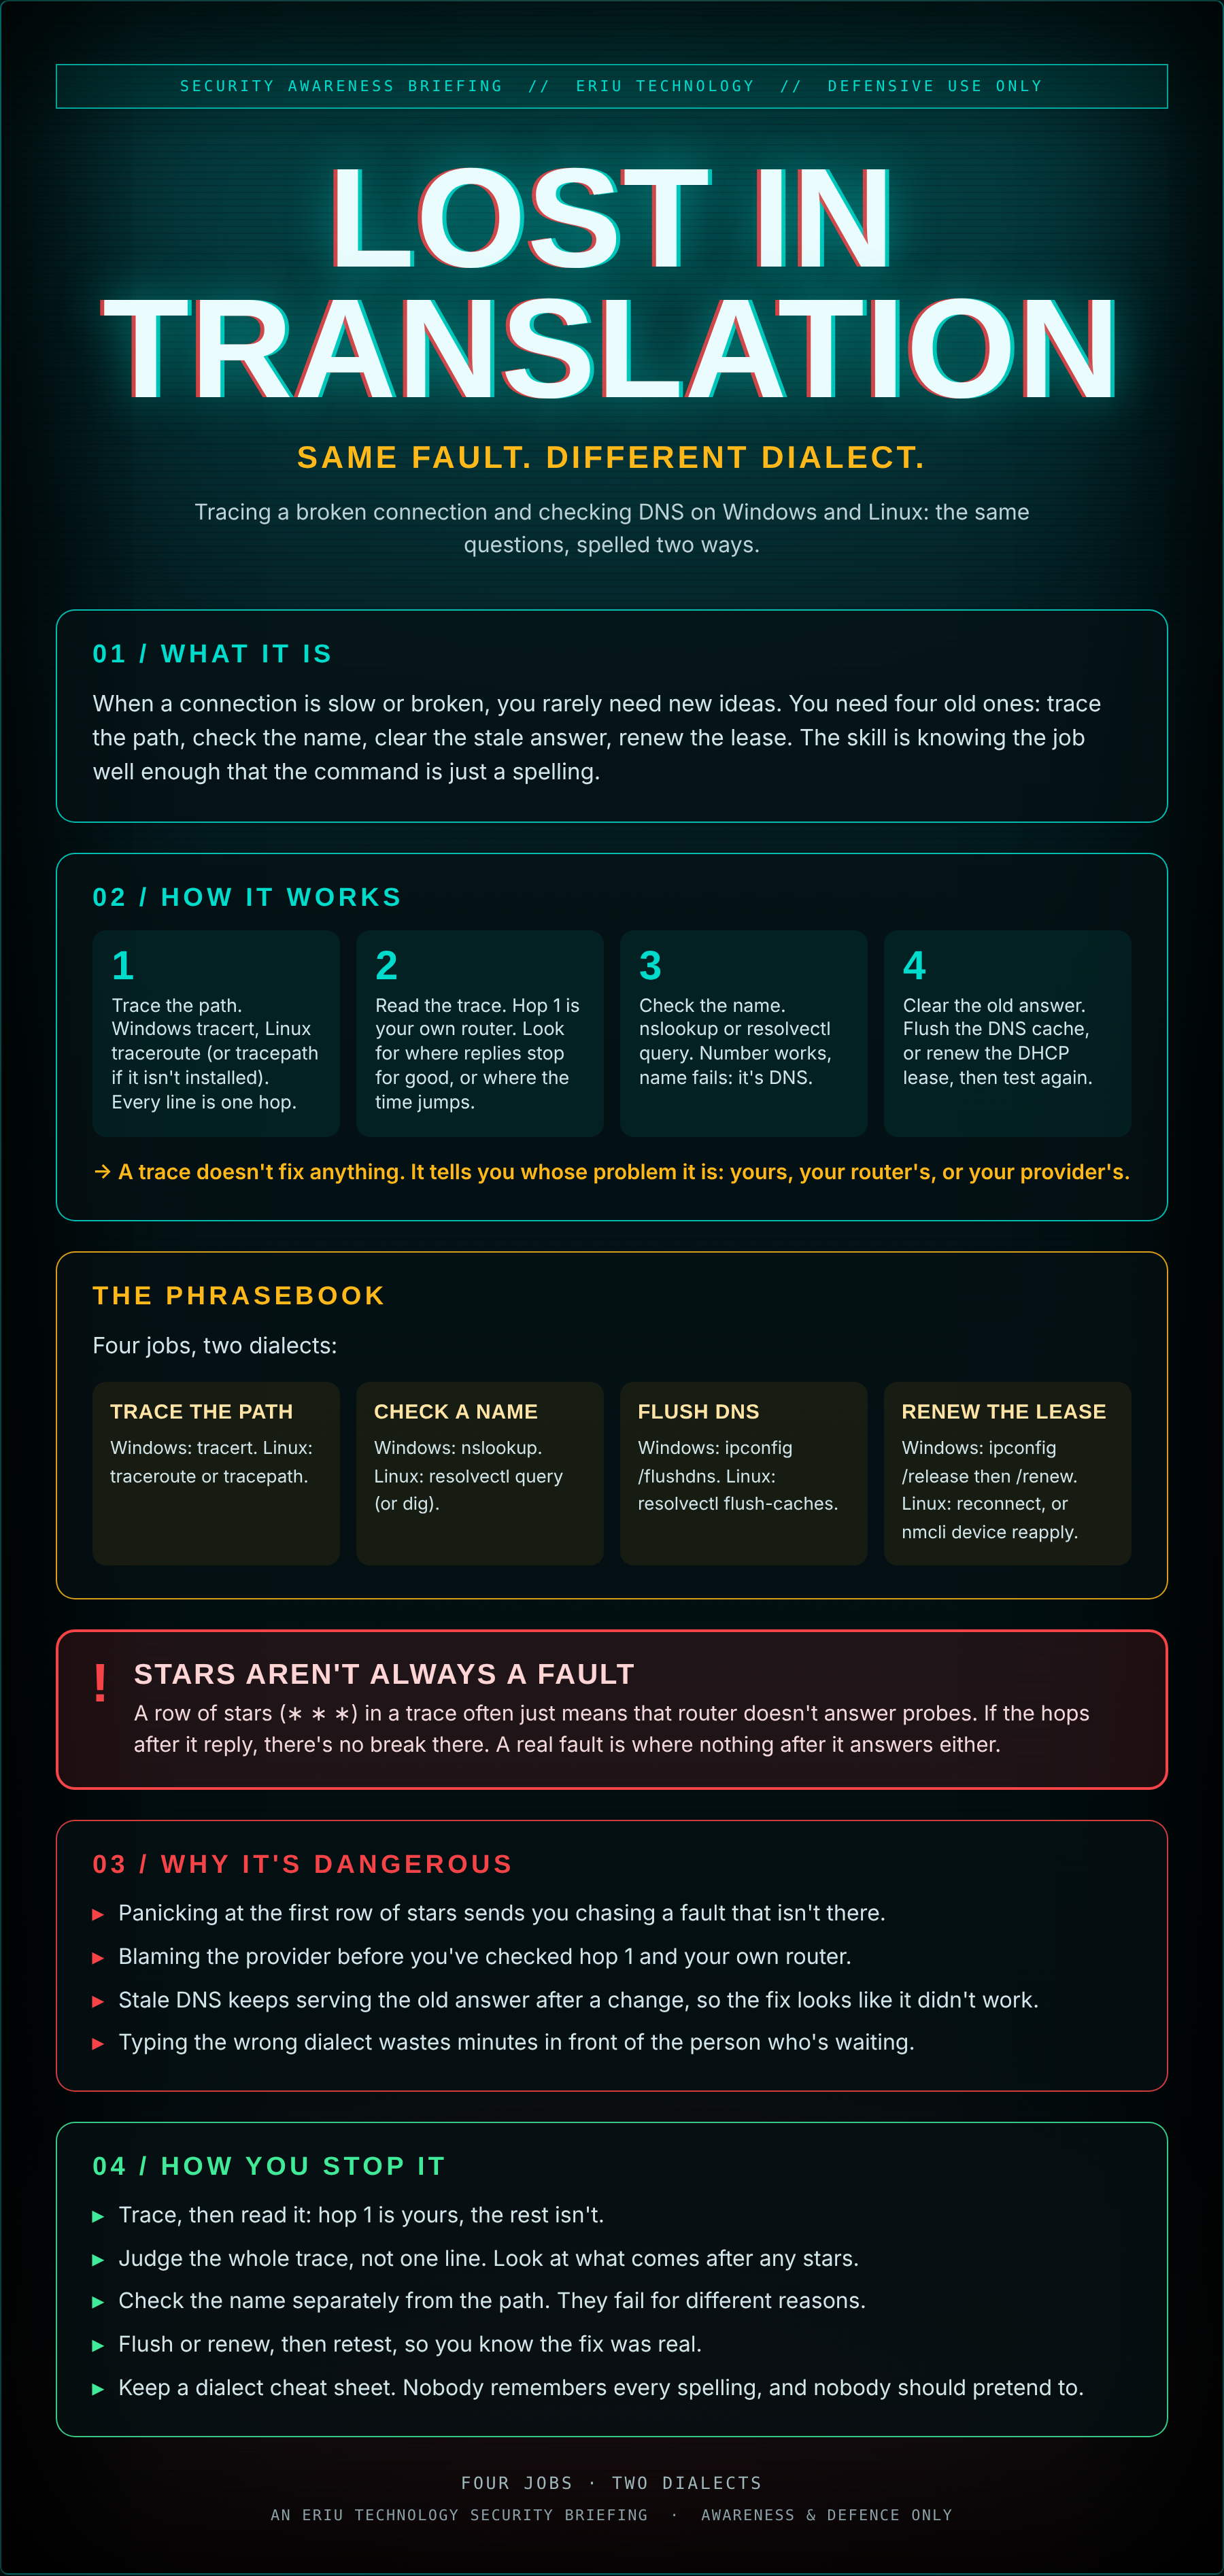 SECURITY AWARENESS BRIEFING // ERIU TECHNOLOGY // DEFENSIVE USE ONLY
LOST IN
TRANSLATION
SAME FAULT. DIFFERENT DIALECT.
Tracing a broken connection and checking DNS on Windows and Linux: the same
questions, spelled two ways.
01 / WHAT IT IS
When a connection is slow or broken, you rarely need new ideas. You need four old ones: trace
the path, check the name, clear the stale answer, renew the lease. The skill is knowing the job
well enough that the command is just a spelling.
02 / HOW IT WORKS
1
Trace the path.
Windows tracert, Linux
traceroute (or tracepath
if it isn't installed).
Every line is one hop.
2
Read the trace. Hop 1 is
your own router. Look
for where replies stop
for good, or where the
time jumps.
3
Check the name.
nslookup or resolvectl
query. Number works,
name fails: it's DNS.
4
Clear the old answer.
Flush the DNS cache,
or renew the DHCP
lease, then test again.
→ A trace doesn't fix anything. It tells you whose problem it is: yours, your router's, or your provider's.
THE PHRASEBOOK
Four jobs, two dialects:
TRACE THE PATH
Windows: tracert. Linux:
traceroute or tracepath.
CHECK A NAME
Windows: nslookup.
Linux: resolvectl query
(or dig).
FLUSH DNS
Windows: ipconfig
/flushdns. Linux:
resolvectl flush-caches.
RENEW THE LEASE
Windows: ipconfig
/release then /renew.
Linux: reconnect, or
nmcli device reapply.
!
STARS AREN'T ALWAYS A FAULT
A row of stars (* * *) in a trace often just means that router doesn't answer probes. If the hops
after it reply, there's no break there. A real fault is where nothing after it answers either.
03 / WHY IT'S DANGEROUS
▶ Panicking at the first row of stars sends you chasing a fault that isn't there.
▶ Blaming the provider before you've checked hop 1 and your own router.
▶ Stale DNS keeps serving the old answer after a change, so the fix looks like it didn't work.
▶ Typing the wrong dialect wastes minutes in front of the person who's waiting.
04 / HOW YOU STOP IT
▶ Trace, then read it: hop 1 is yours, the rest isn't.
▶ Judge the whole trace, not one line. Look at what comes after any stars.
▶ Check the name separately from the path. They fail for different reasons.
▶ Flush or renew, then retest, so you know the fix was real.
▶ Keep a dialect cheat sheet. Nobody remembers every spelling, and nobody should pretend to.
FOUR JOBS · TWO DIALECTS
AN ERIU TECHNOLOGY SECURITY BRIEFING · AWARENESS & DEFENCE ONLY